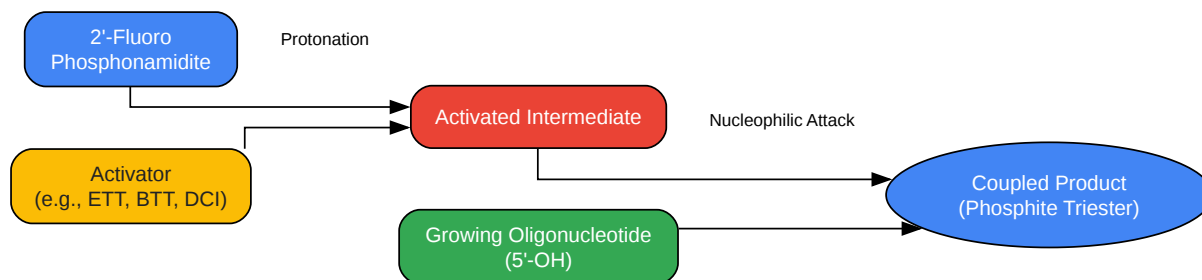 2'-Fluoro
Phosphonamidite
Protonation
Activated Intermediate
Nucleophilic Attack
Activator
(e.g., ETT, BTT, DCI)
Coupled Product
(Phosphite Triester)
Growing Oligonucleotide
(5'-OH)